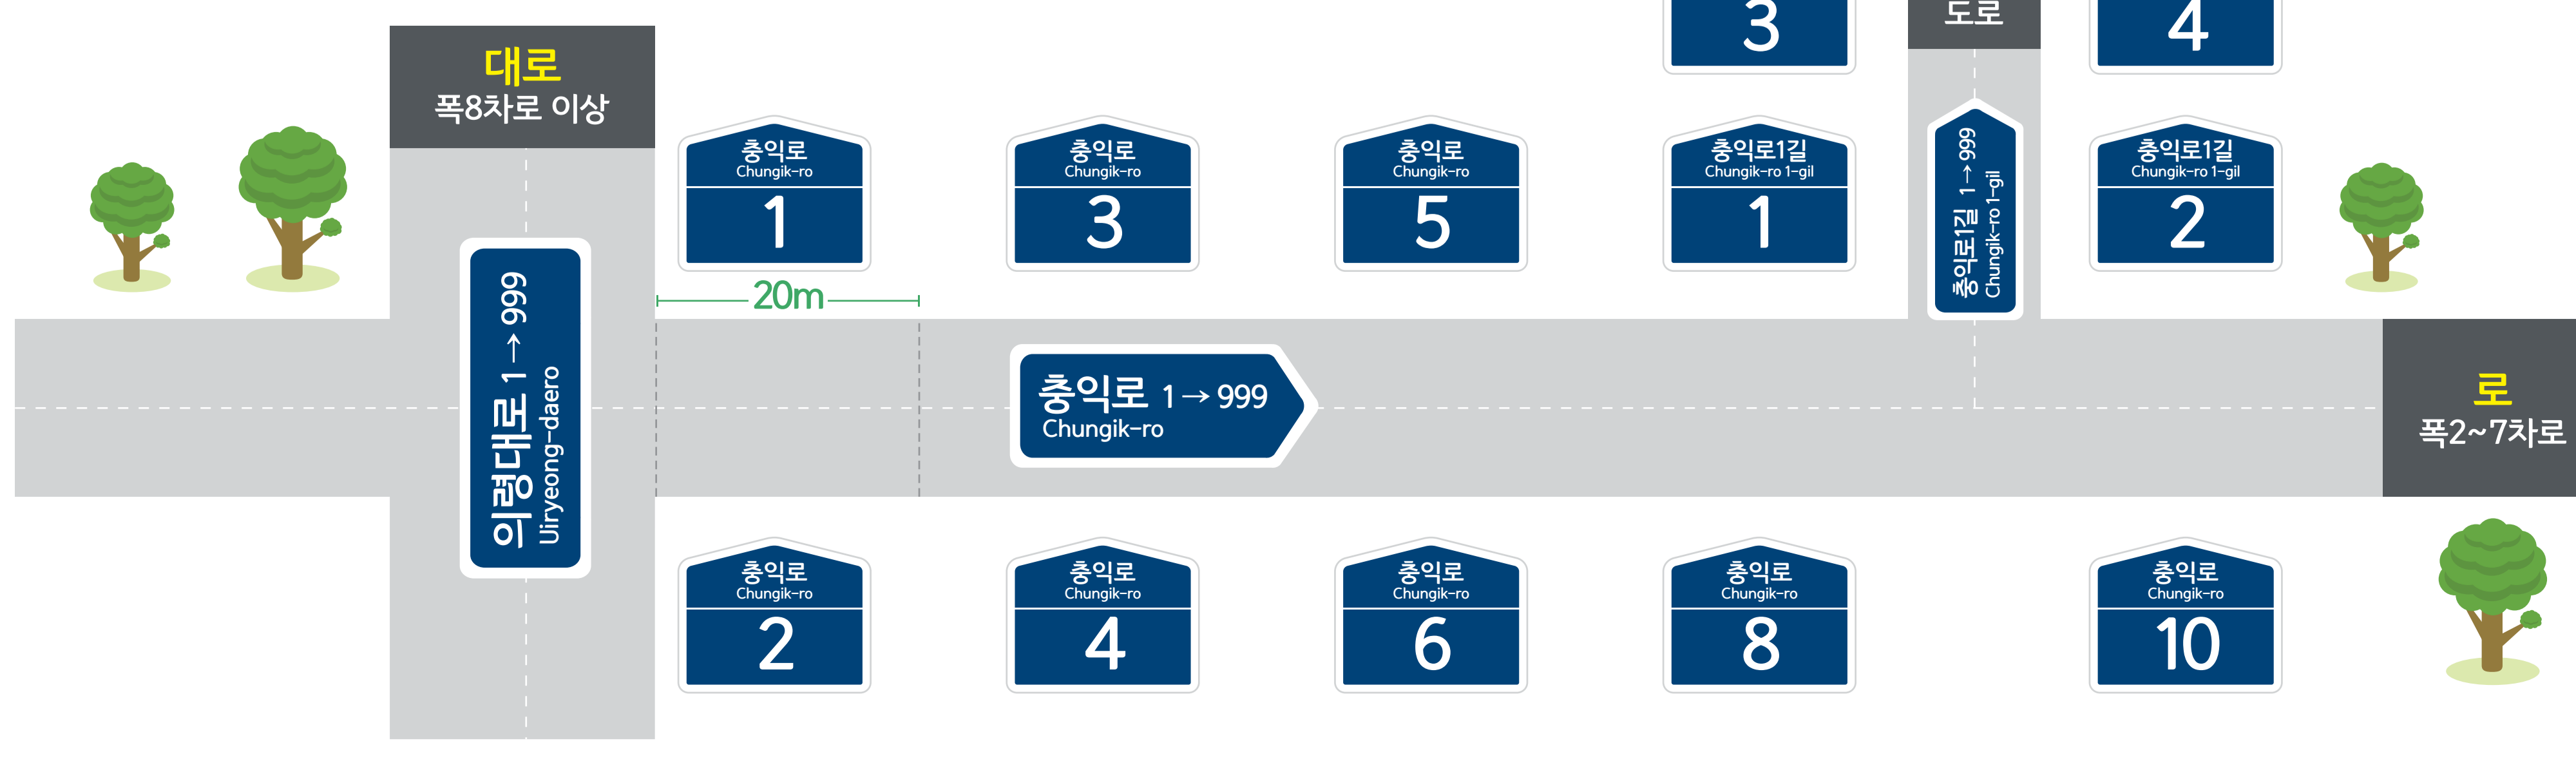 3
도로
4
대로
폭8차로 이상
충익로
Chungik-ro
1
충익로
Chungik-ro
3
충익로
Chungik-ro
5
충익로1길
Chungik-ro 1-gil
1
충익로1길 1→999
Chungik-ro 1-gil
충익로1길
Chungik-ro 1-gil
2
20m
의령대로 1→999
Uiryeong-daero
충익로 1→999
Chungik-ro
로
폭2~7차로
충익로
Chungik-ro
2
충익로
Chungik-ro
4
충익로
Chungik-ro
6
충익로
Chungik-ro
8
충익로
Chungik-ro
10